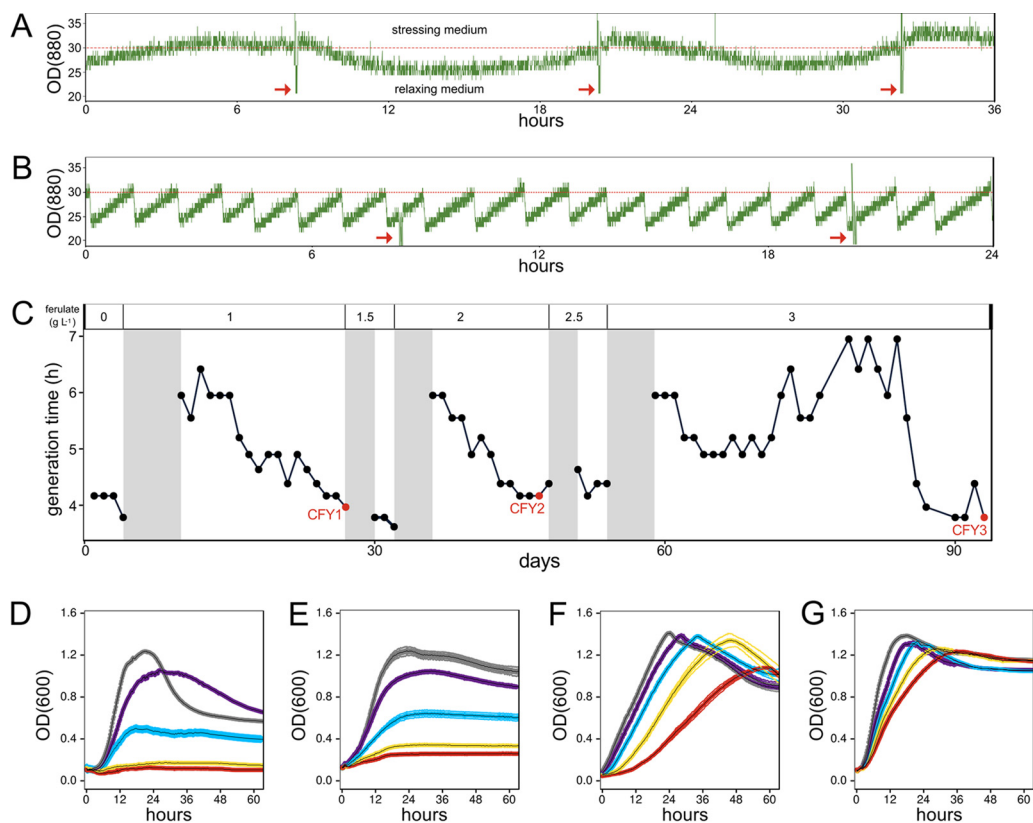 A
OD(880)
35
30
25
20
stressing medium
relaxing medium
0 6 12 18 24 30 36
hours
B
OD(880)
35
30
25
20
0 6 12 18 24
hours
C
ferulate
(g L-1)
0 1 1.5 2 2.5 3
generation time (h)
7
6
5
4
CFY1
CFY2
CFY3
0 30 60 90
days
D
OD(600)
1.6
1.2
0.8
0.4
0.0
0 12 24 36 48 60
hours
E
OD(600)
1.6
1.2
0.8
0.4
0.0
0 12 24 36 48 60
hours
F
OD(600)
1.6
1.2
0.8
0.4
0.0
0 12 24 36 48 60
hours
G
OD(600)
1.6
1.2
0.8
0.4
0.0
0 12 24 36 48 60
hours